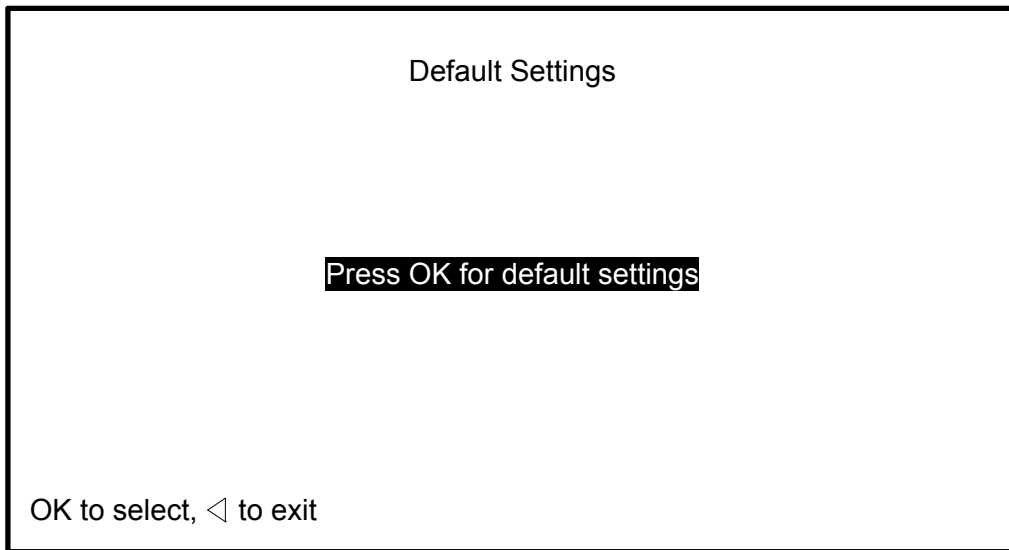 Default Settings
Press OK for default settings
OK to select, ◁ to exit